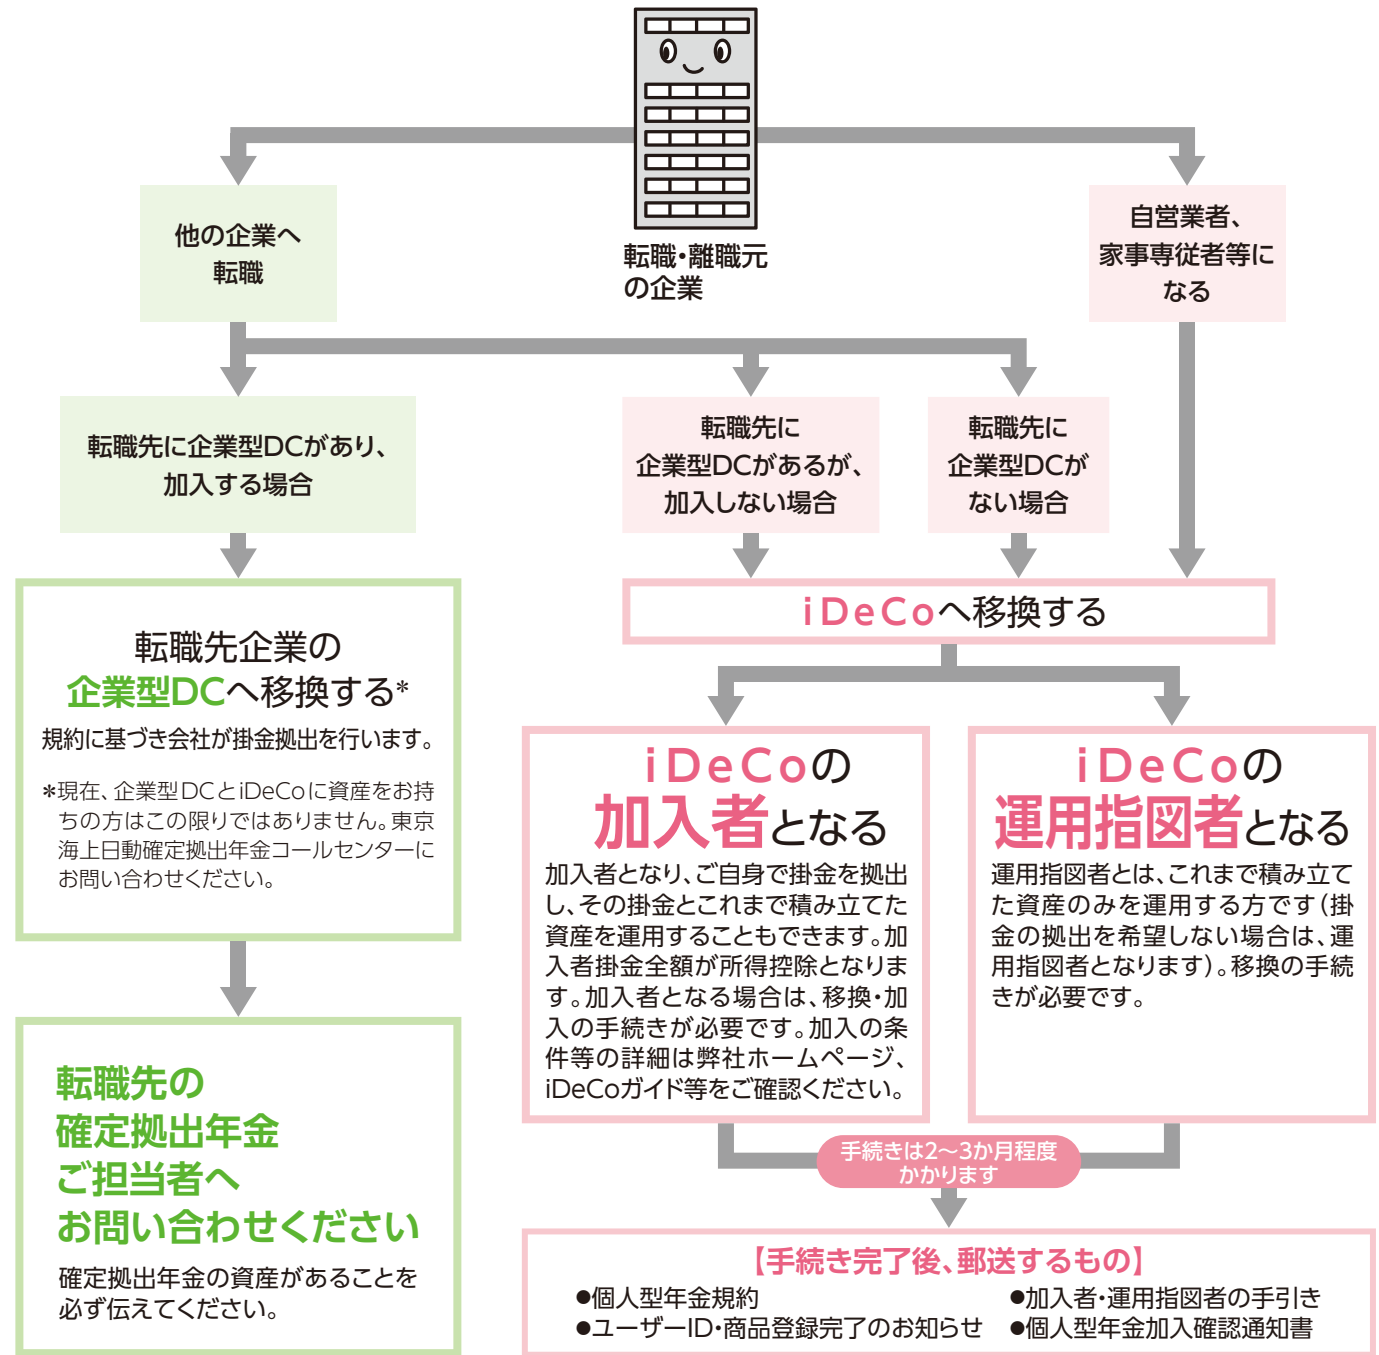 転職・離職元
の企業
他の企業へ
転職
自営業者、
家事専従者等に
なる
転職先に企業型DCがあり、
加入する場合
転職先に
企業型DCがあるが、
加入しない場合
転職先に
企業型DCが
ない場合
転職先企業の
企業型DCへ移換する*
規約に基づき会社が掛金拠出を行います。
*現在、企業型DCとiDeCoに資産をお持
ちの方はこの限りではありません。東京
海上日動確定拠出年金コールセンターに
お問い合わせください。
転職先の
確定拠出年金
ご担当者へ
お問い合わせください
確定拠出年金の資産があることを
必ず伝えてください。
iDeCoへ移換する
iDeCoの
加入者となる
加入者となり、ご自身で掛金を拠出
し、その掛金とこれまで積み立てた
資産を運用することもできます。加
入者掛金全額が所得控除となりま
す。加入者となる場合は、移換・加
入の手続きが必要です。加入の条
件等の詳細は弊社ホームページ、
iDeCoガイド等をご確認ください。
iDeCoの
運用指図者となる
運用指図者とは、これまで積み立て
た資産のみを運用する方です(掛
金の拠出を希望しない場合は、運
用指図者となります)。移換の手続
きが必要です。
手続きは2～3か月程度
かかります
【手続き完了後、郵送するもの】
●個人型年金規約
●ユーザーID・商品登録完了のお知らせ
●加入者・運用指図者の手引き
●個人型年金加入確認通知書